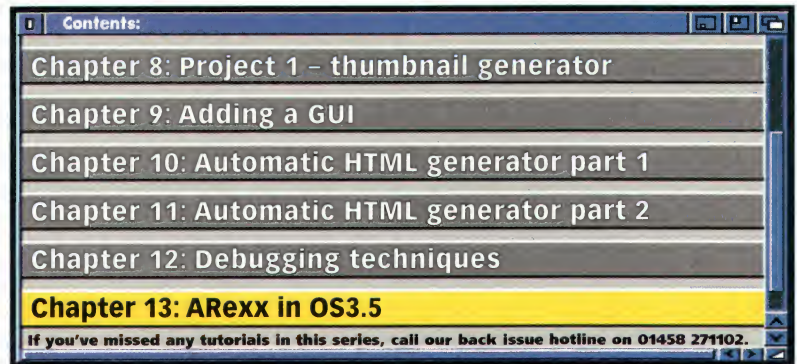 Contents:
Chapter 8: Project 1 – thumbnail generator
Chapter 9: Adding a GUI
Chapter 10: Automatic HTML generator part 1
Chapter 11: Automatic HTML generator part 2
Chapter 12: Debugging techniques
Chapter 13: ARexx in OS3.5
If you've missed any tutorials in this series, call our back issue hotline on 01458 271102.